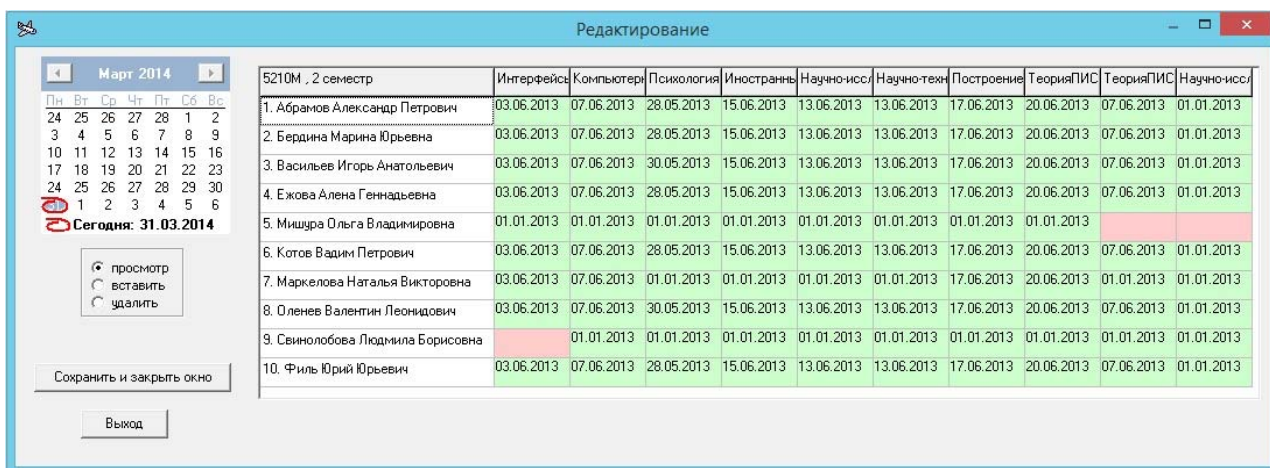 Редактирование
Март 2014
Пн Вт Ср Чт Пт Сб Вс
24 25 26 27 28 1 2
3 4 5 6 7 8 9
10 11 12 13 14 15 16
17 18 19 20 21 22 23
24 25 26 27 28 29 30
31 1 2 3 4 5 6
Сегодня: 31.03.2014
просмотр
вставить
удалить
Сохранить и закрыть окно
Выход
5210М , 2 семестр Интерфейсы Компьютерн Психология Иностранны Научно-иссл Научно-техн Построение ТеорияПИС ТеорияПИС Научно-иссл
1. Абрамов Александр Петрович 03.06.2013 07.06.2013 28.05.2013 15.06.2013 13.06.2013 13.06.2013 17.06.2013 20.06.2013 07.06.2013 01.01.2013
2. Бердина Марина Юрьевна 03.06.2013 07.06.2013 28.05.2013 15.06.2013 13.06.2013 13.06.2013 17.06.2013 20.06.2013 07.06.2013 01.01.2013
3. Васильев Игорь Анатольевич 03.06.2013 07.06.2013 30.05.2013 15.06.2013 13.06.2013 13.06.2013 17.06.2013 20.06.2013 07.06.2013 01.01.2013
4. Ежова Алена Геннадьевна 03.06.2013 07.06.2013 28.05.2013 15.06.2013 13.06.2013 13.06.2013 17.06.2013 20.06.2013 07.06.2013 01.01.2013
5. Мишура Ольга Владимировна 01.01.2013 01.01.2013 01.01.2013 01.01.2013 01.01.2013 01.01.2013 01.01.2013 01.01.2013
6. Котов Вадим Петрович 03.06.2013 07.06.2013 28.05.2013 15.06.2013 13.06.2013 13.06.2013 17.06.2013 20.06.2013 07.06.2013 01.01.2013
7. Маркелова Наталья Викторовна 03.06.2013 07.06.2013 01.01.2013 01.01.2013 01.01.2013 01.01.2013 17.06.2013 20.06.2013 01.01.2013 01.01.2013
8. Оленев Валентин Леонидович 03.06.2013 07.06.2013 30.05.2013 15.06.2013 13.06.2013 13.06.2013 17.06.2013 20.06.2013 07.06.2013 01.01.2013
9. Свинолобова Людмила Борисовна 01.01.2013 01.01.2013 01.01.2013 01.01.2013 01.01.2013 01.01.2013 01.01.2013 01.01.2013 01.01.2013
10. Филь Юрий Юрьевич 03.06.2013 07.06.2013 28.05.2013 15.06.2013 13.06.2013 13.06.2013 17.06.2013 20.06.2013 07.06.2013 01.01.2013